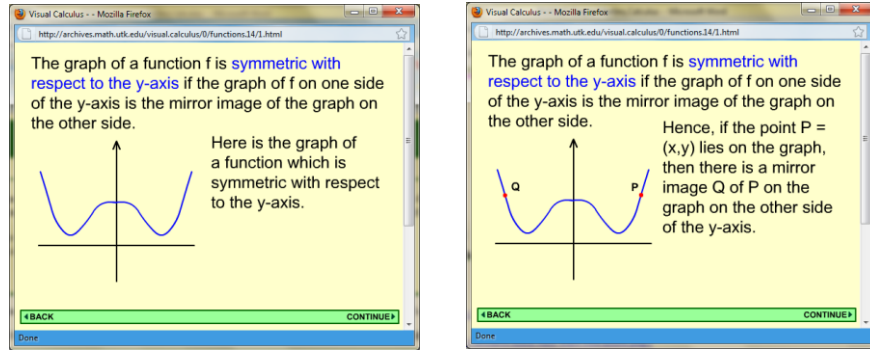 Visual Calculus - - Mozilla Firefox
http://archives.math.utk.edu/visual.calculus/0/functions.14/1.html
The graph of a function f is symmetric with
respect to the y-axis if the graph of f on one side
of the y-axis is the mirror image of the graph on
the other side.
Here is the graph of
a function which is
symmetric with respect
to the y-axis.
BACK
CONTINUE
Done
Visual Calculus - - Mozilla Firefox
http://archives.math.utk.edu/visual.calculus/0/functions.14/1.html
The graph of a function f is symmetric with
respect to the y-axis if the graph of f on one side
of the y-axis is the mirror image of the graph on
the other side.
Hence, if the point P =
(x,y) lies on the graph,
then there is a mirror
image Q of P on the
graph on the other side
of the y-axis.
Q
P
BACK
CONTINUE
Done